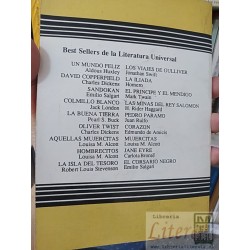 Best Sellers de la Literatura Universal
UN MUNDO FELIZ
Aldous Huxley
DAVID COPPERFIELD
Charles Dickens
SANDOKAN
Emilio Salgari
COLMILLO BLANCO
Jack London
LA BUENA TIERRA
Pearl S. Buck
OLIVER TWIST
Charles Dickens
AQUELLAS MUJERCITAS
Louisa M. Alcott
HOMBRECITOS
Louisa M. Alcott
LA ISLA DEL TESORO
Robert Louis Stevenson
LOS VIAJES DE GULLIVER
Jonathan Swift
LA ILIADA
Homero
EL PRINCIPE Y EL MENDIGO
Mark Twain
LAS MINAS DEL REY SALOMON
H. Rider Haggard
PEDRO PARAMO
Juan Rulfo
CORAZON
Edmundo de Amicis
MUJERCITAS
Louisa M. Alcott
JANE EYRE
Carlota Brontë
EL CORSARIO NEGRO
Emilio Salgari
Librería